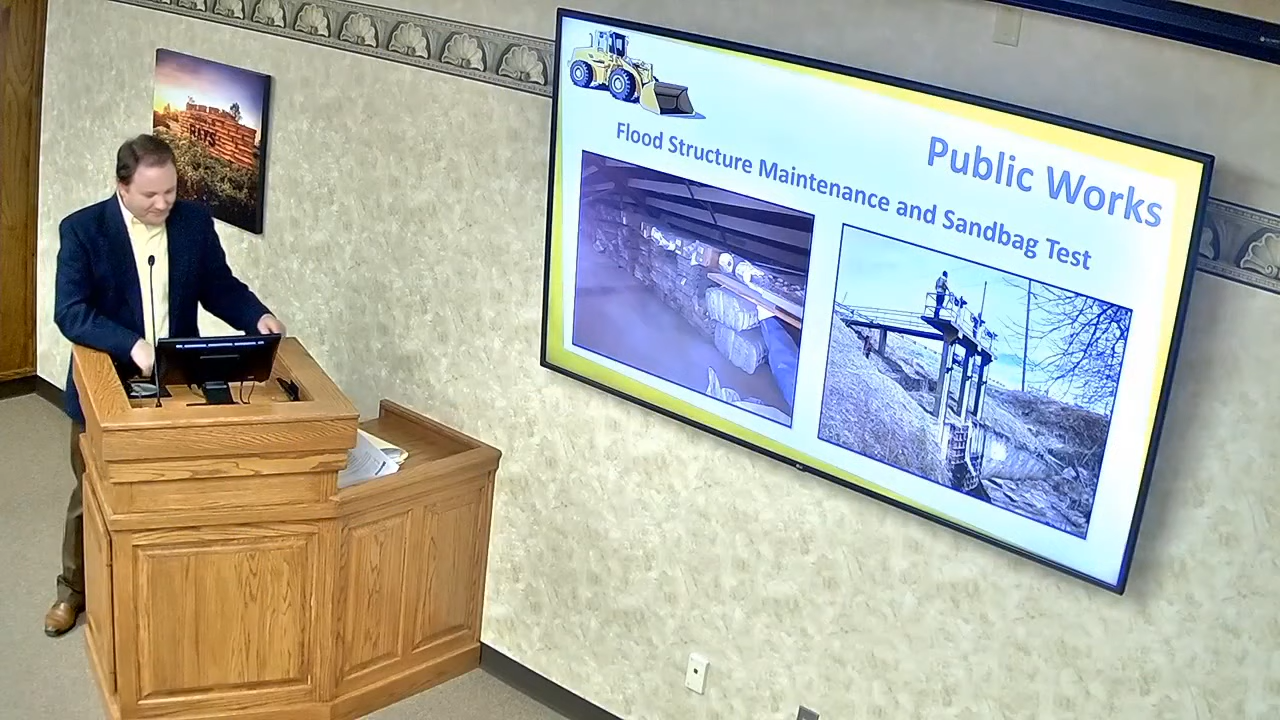 HAYS
Public Works
Flood Structure Maintenance and Sandbag Test